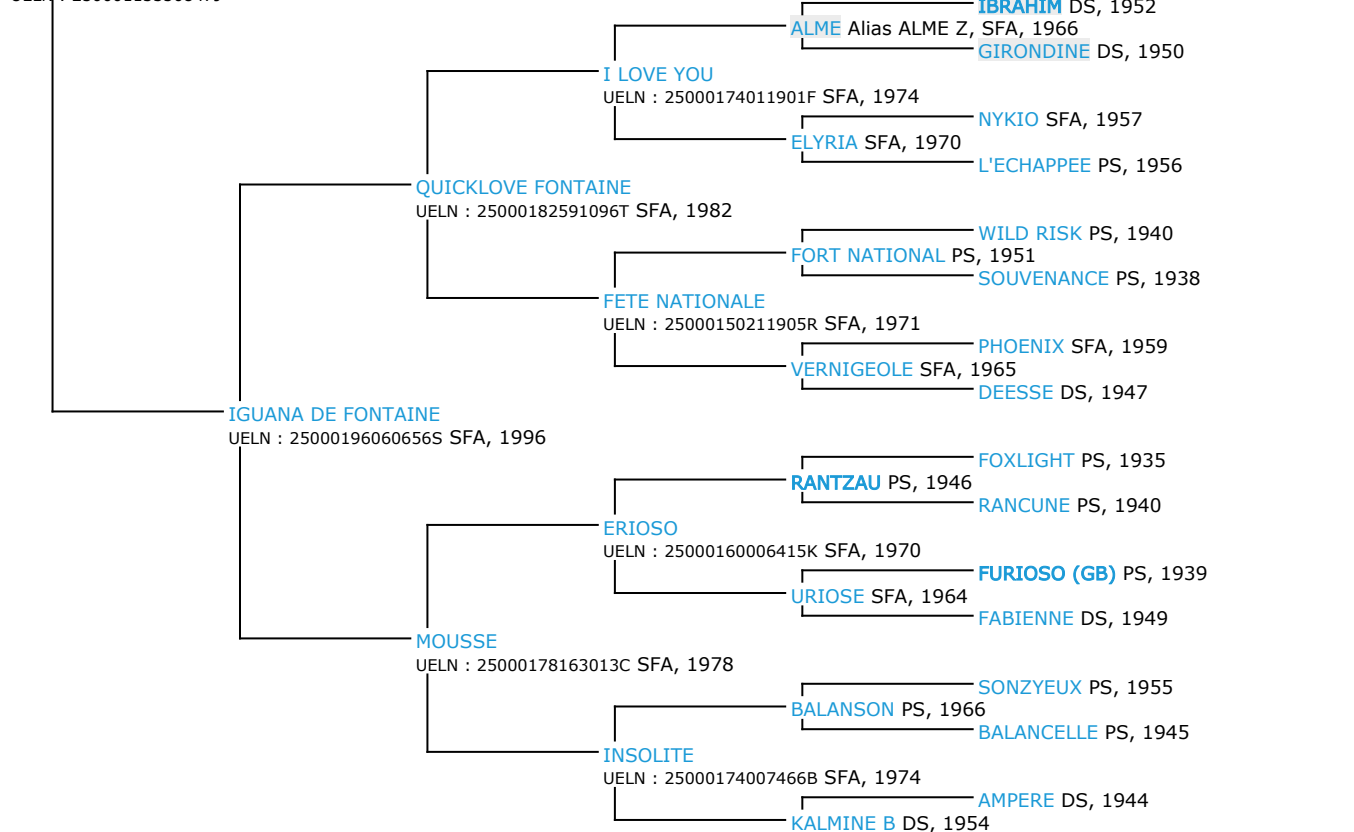 IBRAHIM DS, 1952
ALME Alias ALME Z, SFA, 1966
GIRONDINE DS, 1950
I LOVE YOU
UELN : 25000174011901F SFA, 1974
NYKIO SFA, 1957
ELYRIA SFA, 1970
L'ECHAPPEE PS, 1956
QUICKLOVE FONTAINE
UELN : 25000182591096T SFA, 1982
WILD RISK PS, 1940
FORT NATIONAL PS, 1951
SOUVENANCE PS, 1938
FETE NATIONALE
UELN : 25000150211905R SFA, 1971
PHOENIX SFA, 1959
VERNIGEOLE SFA, 1965
DEESSE DS, 1947
IGUANA DE FONTAINE
UELN : 25000196060656S SFA, 1996
FOXLIGHT PS, 1935
RANTZAU PS, 1946
RANCUNE PS, 1940
ERIOSO
UELN : 25000160006415K SFA, 1970
FURIOSO (GB) PS, 1939
URIOSE SFA, 1964
FABIENNE DS, 1949
MOUSSE
UELN : 25000178163013C SFA, 1978
SONZYEUX PS, 1955
BALANSON PS, 1966
BALANCELLE PS, 1945
INSOLITE
UELN : 25000174007466B SFA, 1974
AMPERE DS, 1944
KALMINE B DS, 1954